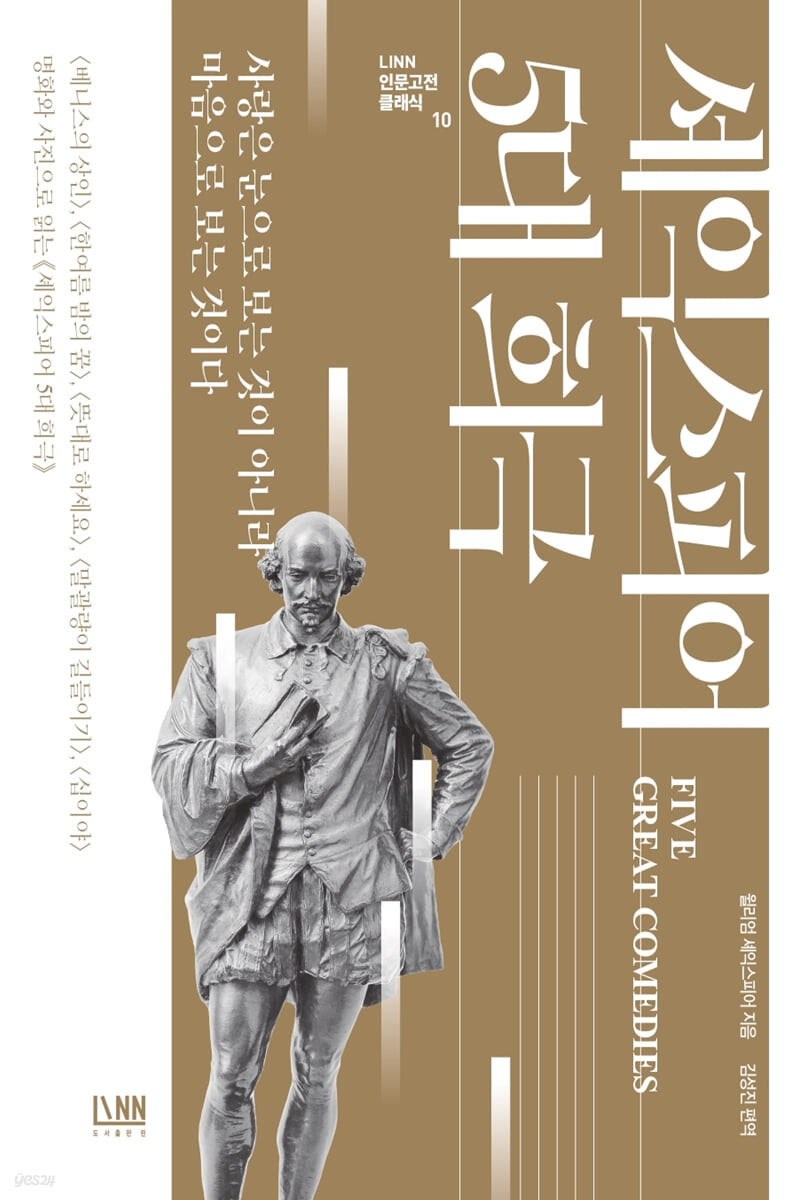 셰익스피어
5대 희극
FIVE
GREAT COMEDIES
윌리엄 셰익스피어 지음 김성진 편역
LINN
인문고전
클래식
10
사랑은 눈으로 보는 것이 아니라
마음으로 보는 것이다
〈베니스의 상인〉, 〈한여름 밤의 꿈〉, 〈뜻대로 하세요〉, 〈말괄량이 길들이기〉, 〈십이야〉
명화와 사진으로 읽는 《셰익스피어 5대 희극》
LINN
도서출판 린
yes24